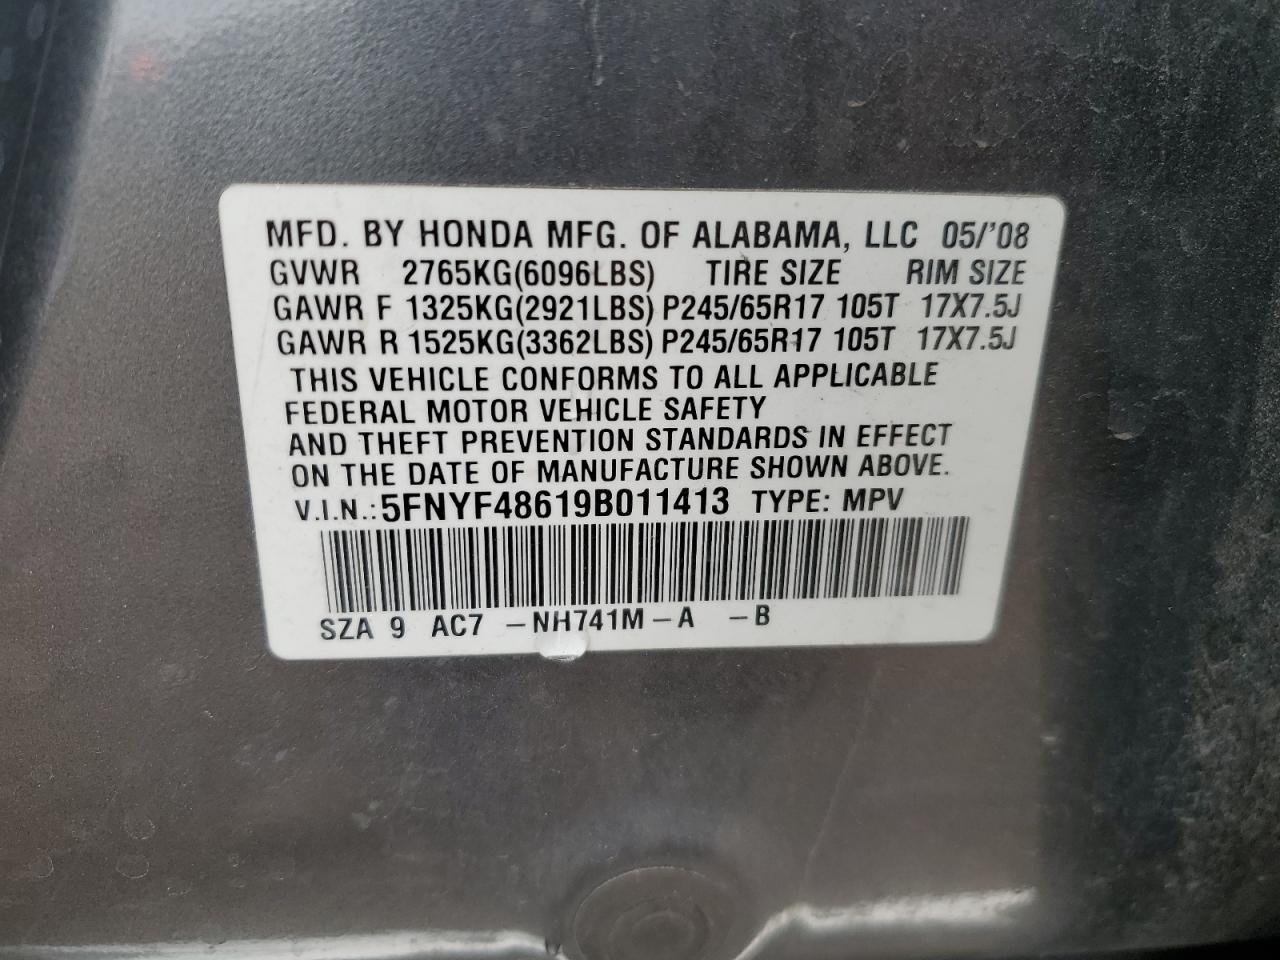 MFD. BY HONDA MFG. OF ALABAMA, LLC 05/'08
GVWR 2765KG(6096LBS) TIRE SIZE RIM SIZE
GAWR F 1325KG(2921LBS) P245/65R17 105T 17X7.5J
GAWR R 1525KG(3362LBS) P245/65R17 105T 17X7.5J
THIS VEHICLE CONFORMS TO ALL APPLICABLE
FEDERAL MOTOR VEHICLE SAFETY
AND THEFT PREVENTION STANDARDS IN EFFECT
ON THE DATE OF MANUFACTURE SHOWN ABOVE.
V.I.N.: 5FNYF48619B011413 TYPE: MPV
SZA 9 AC7 -NH741M-A -B